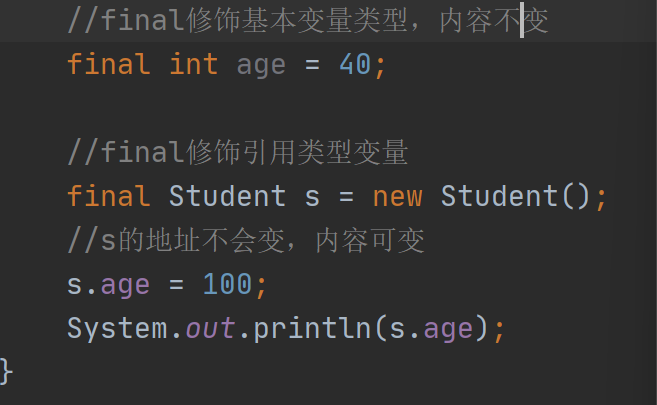 //final修饰基本变量类型，内容不变
final int age = 40;
//final修饰引用类型变量
final Student s = new Student();
//s的地址不会变，内容可变
s.age = 100;
System.out.println(s.age);
}